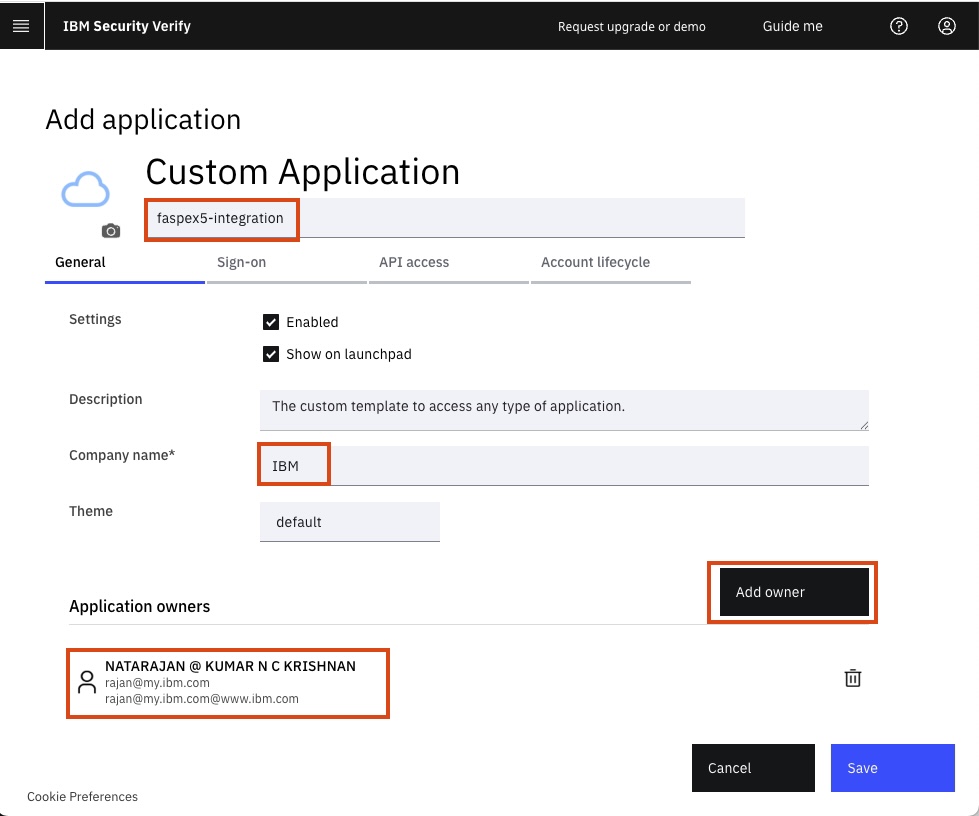 IBM Security Verify
Request upgrade or demo
Guide me
Add application
Custom Application
faspex5-integration
General
Sign-on
API access
Account lifecycle
Settings
Enabled
Show on launchpad
Description
The custom template to access any type of application.
Company name*
IBM
Theme
default
Add owner
Application owners
NATARAJAN @ KUMAR N C KRISHNAN
rajan@my.ibm.com
rajan@my.ibm.com@www.ibm.com
Cancel
Save
Cookie Preferences